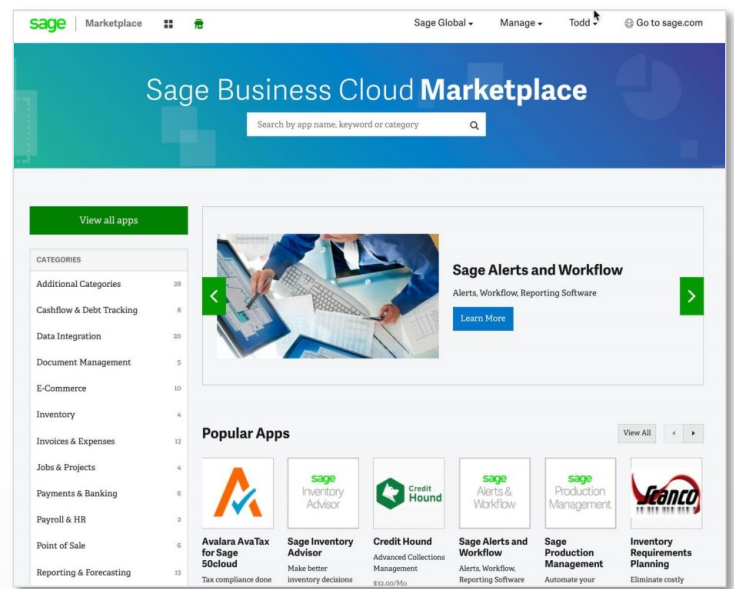 sage Marketplace Sage Global Manage Todd Go to sage.com
Sage Business Cloud Marketplace
Search by app name, keyword or category
View all apps
CATEGORIES
Additional Categories 28
Cashflow & Debt Tracking 8
Data Integration 20
Document Management 5
E-Commerce 10
Inventory 4
Invoices & Expenses 13
Jobs & Projects 4
Payments & Banking 6
Payroll & HR 2
Point of Sale 6
Reporting & Forecasting 13
Sage Alerts and Workflow
Alerts, Workflow, Reporting Software
Learn More
Popular Apps
View All
sage
Inventory
Advisor
Credit
Hound
sage
Alerts &
Workflow
sage
Production
Management
Scanco
Avalara AvaTax
for Sage
50cloud
Tax compliance done
Sage Inventory
Advisor
Make better
inventory decisions
Credit Hound
Advanced Collections
Management
$32.00/Mo
Sage Alerts and
Workflow
Alerts, Workflow,
Reporting Software
Sage
Production
Management
Automate your
Inventory
Requirements
Planning
Eliminate costly